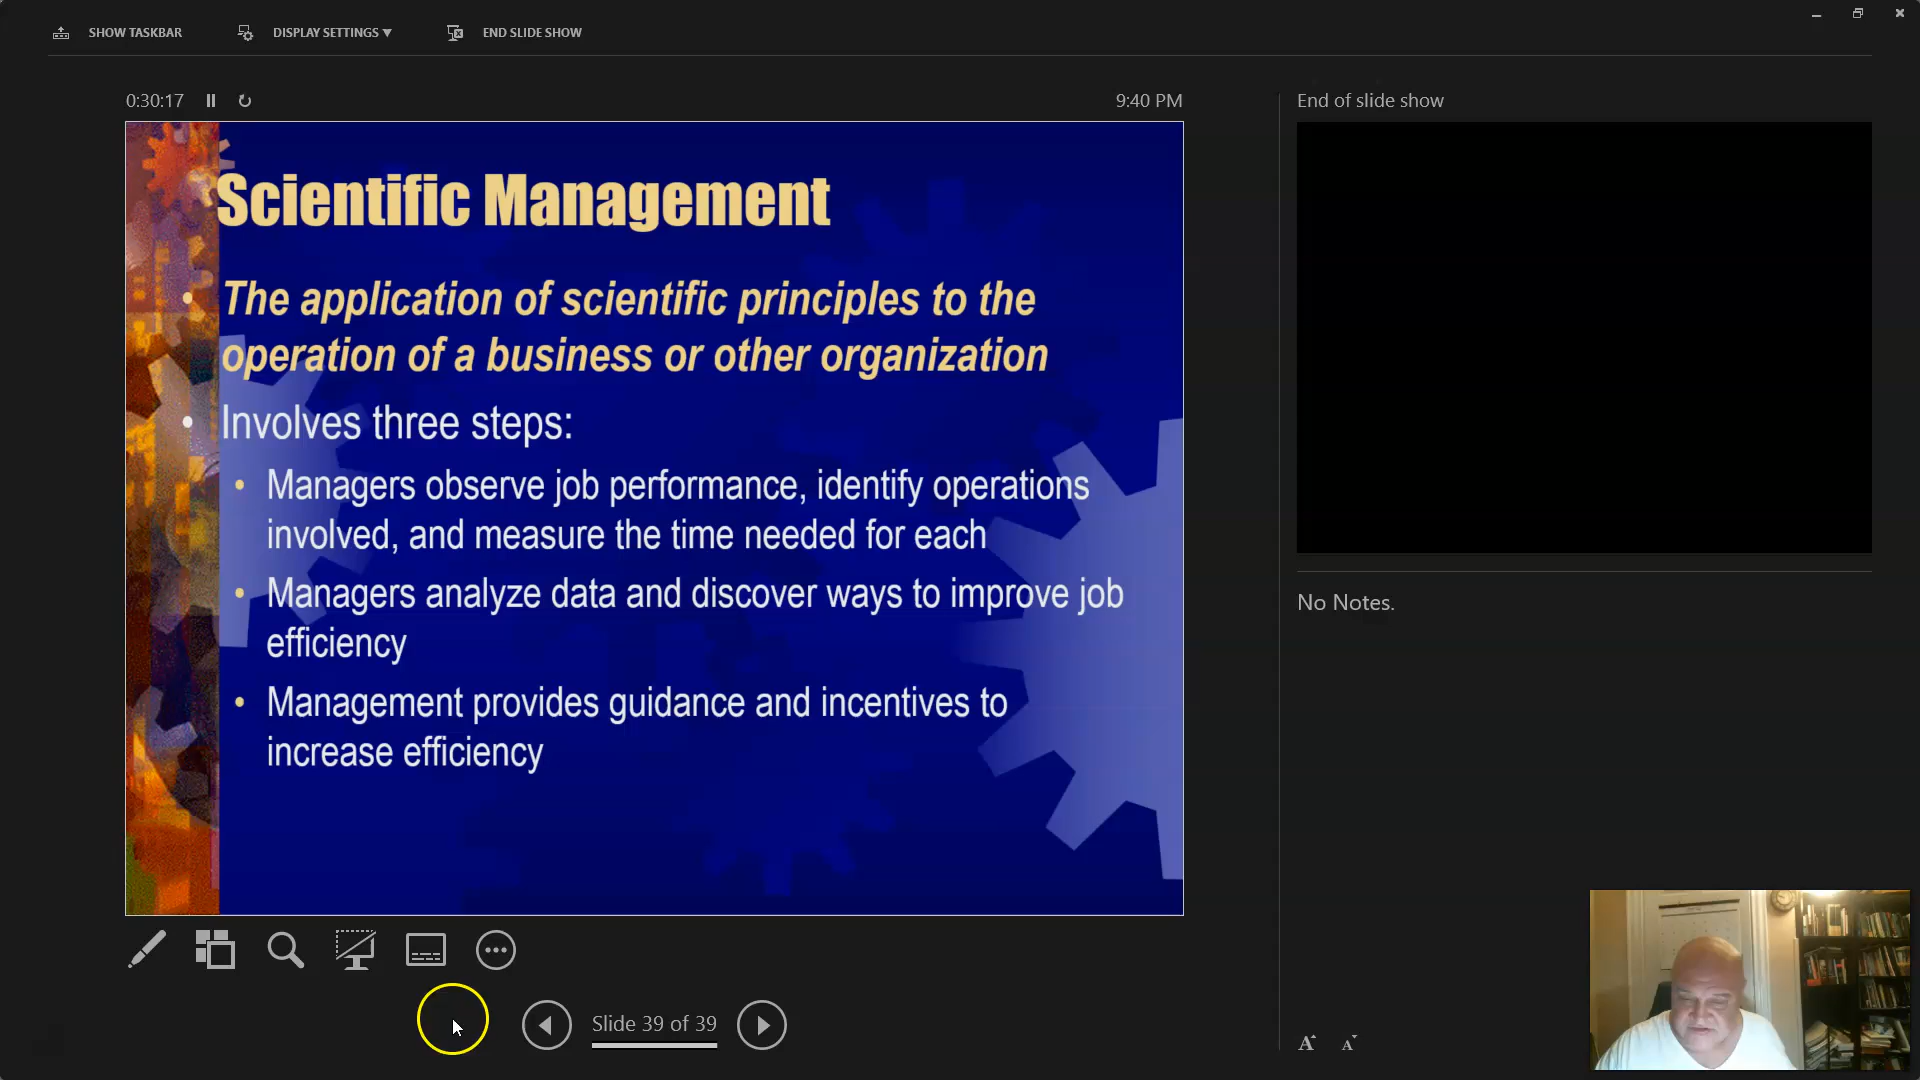 SHOW TASKBAR
DISPLAY SETTINGS ▼
END SLIDE SHOW
0:30:17
9:40 PM
Scientific Management
• The application of scientific principles to the
operation of a business or other organization
• Involves three steps:
• Managers observe job performance, identify operations
involved, and measure the time needed for each
• Managers analyze data and discover ways to improve job
efficiency
• Management provides guidance and incentives to
increase efficiency
Slide 39 of 39
End of slide show
No Notes.
A A